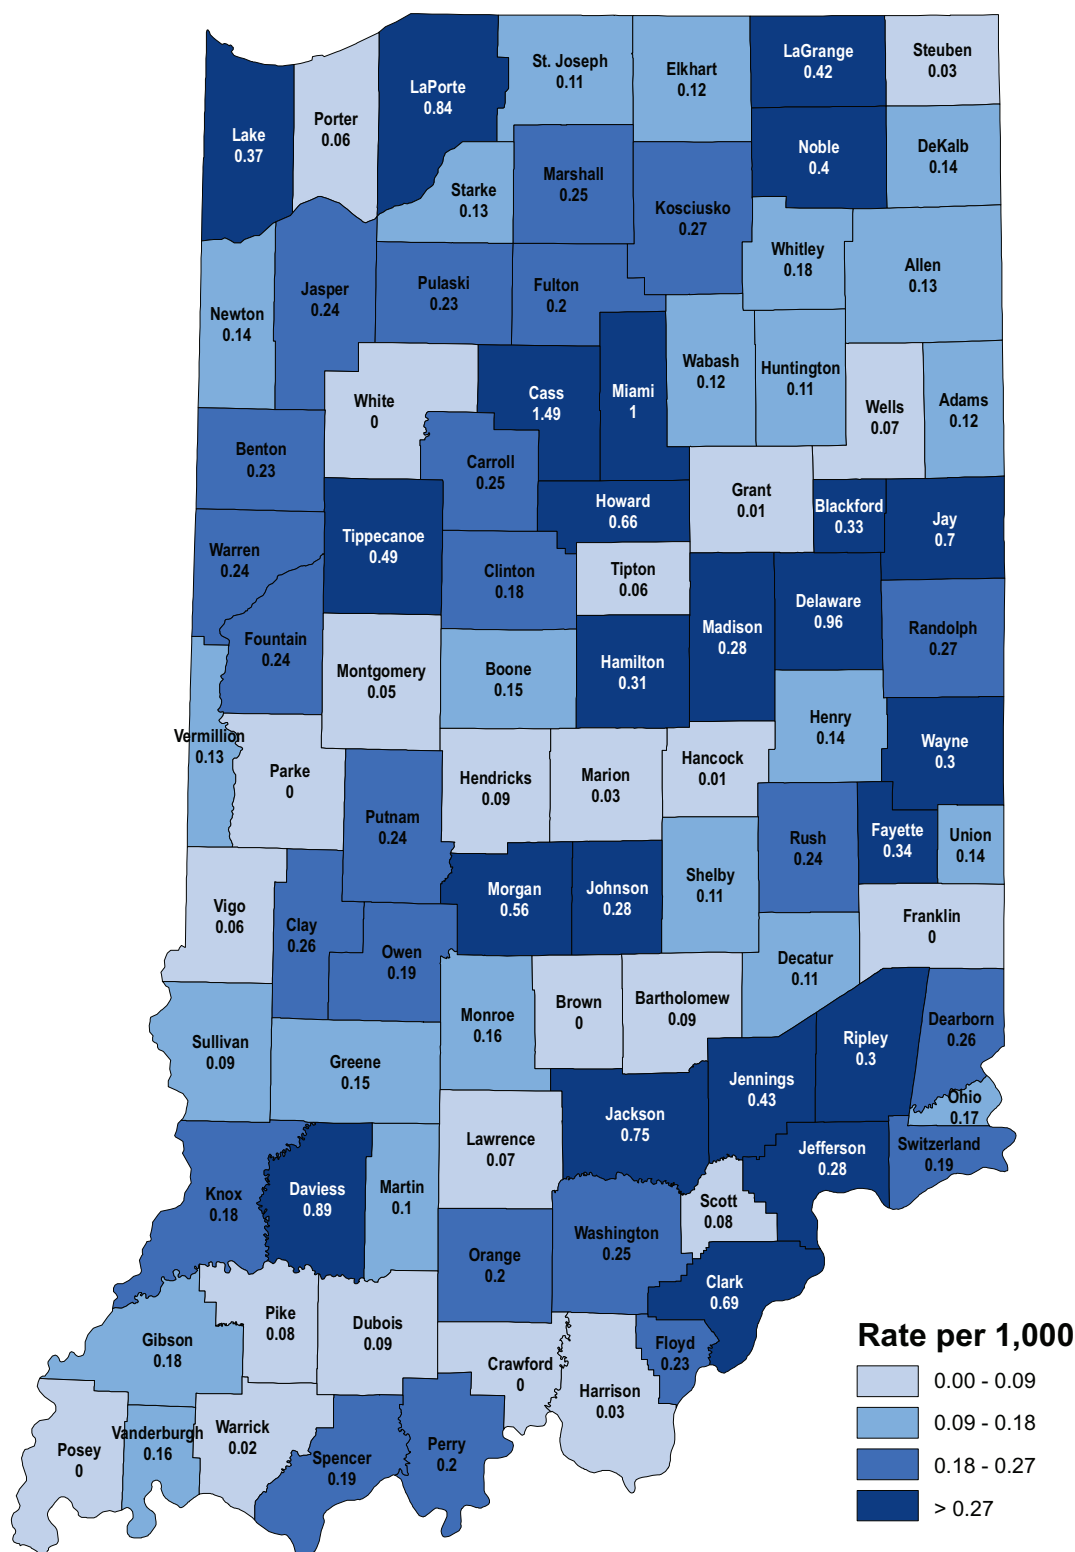 St. Joseph
0.11
Elkhart
0.12
LaGrange
0.42
Steuben
0.03
LaPorte
0.84
Porter
0.06
Lake
0.37
Noble
0.4
DeKalb
0.14
Marshall
0.25
Starke
0.13
Kosciusko
0.27
Whitley
0.18
Allen
0.13
Jasper
0.24
Pulaski
0.23
Fulton
0.2
Newton
0.14
Wabash
0.12
Huntington
0.11
White
0
Cass
1.49
Miami
1
Wells
0.07
Adams
0.12
Benton
0.23
Carroll
0.25
Grant
0.01
Howard
0.66
Blackford
0.33
Jay
0.7
Tippecanoe
0.49
Warren
0.24
Clinton
0.18
Tipton
0.06
Madison
0.28
Delaware
0.96
Randolph
0.27
Fountain
0.24
Montgomery
0.05
Boone
0.15
Hamilton
0.31
Henry
0.14
Vermillion
0.13
Wayne
0.3
Parke
0
Hendricks
0.09
Marion
0.03
Hancock
0.01
Putnam
0.24
Rush
0.24
Fayette
0.34
Union
0.14
Vigo
0.06
Clay
0.26
Morgan
0.56
Johnson
0.28
Shelby
0.11
Franklin
0
Owen
0.19
Decatur
0.11
Monroe
0.16
Brown
0
Bartholomew
0.09
Dearborn
0.26
Sullivan
0.09
Greene
0.15
Ripley
0.3
Jennings
0.43
Ohio
0.17
Jackson
0.75
Lawrence
0.07
Jefferson
0.28
Switzerland
0.19
Knox
0.18
Daviess
0.89
Martin
0.1
Scott
0.08
Washington
0.25
Orange
0.2
Clark
0.69
Pike
0.08
Dubois
0.09
Gibson
0.18
Floyd
0.23
Crawford
0
Harrison
0.03
Posey
0
Vanderburgh
0.16
Warrick
0.02
Spencer
0.19
Perry
0.2
Rate per 1,000
0.00 - 0.09
0.09 - 0.18
0.18 - 0.27
> 0.27